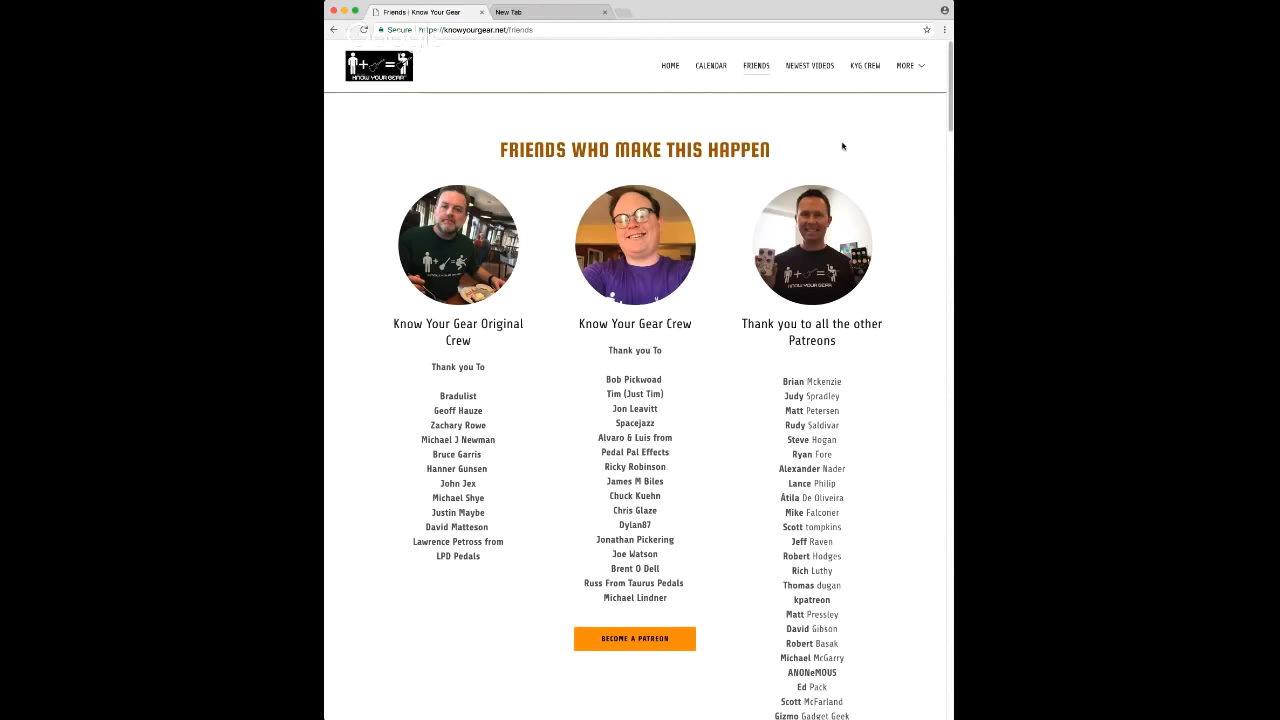 Friends | Know Your Gear
New Tab
Secure
https://knowyourgear.net/friends
KNOW YOUR GEAR
HOME
CALENDAR
FRIENDS
NEWEST VIDEOS
KYG CREW
MORE
FRIENDS WHO MAKE THIS HAPPEN
KNOW YOUR GEAR
Know Your Gear Original
Crew
Thank you To
Bradulist
Geoff Hauze
Zachary Rowe
Michael J Newman
Bruce Garris
Hanner Gunsen
John Jex
Michael Shye
Justin Maybe
David Matteson
Lawrence Petross from
LPD Pedals
Know Your Gear Crew
Thank you To
Bob Pickwoad
Tim (Just Tim)
Jon Leavitt
Spacejazz
Alvaro & Luis from
Pedal Pal Effects
Ricky Robinson
James M Biles
Chuck Kuehn
Chris Glaze
Dylan87
Jonathan Pickering
Joe Watson
Brent O Dell
Russ From Taurus Pedals
Michael Lindner
BECOME A PATREON
Thank you to all the other
Patreons
Brian Mckenzie
Judy Spradley
Matt Petersen
Rudy Saldivar
Steve Hogan
Ryan Fore
Alexander Nader
Lance Philip
Átila De Oliveira
Mike Falconer
Scott tompkins
Jeff Raven
Robert Hodges
Rich Luthy
Thomas dugan
kpatreon
Matt Pressley
David Gibson
Robert Basak
Michael McGarry
ANONeMOUS
Ed Pack
Scott McFarland
Gizmo Gadget Geek